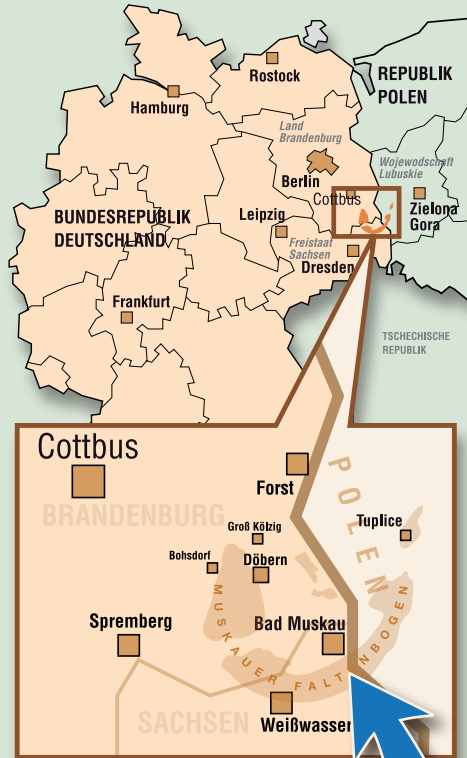 Rostock
REPUBLIK
POLEN
Hamburg
Land
Brandenburg
Berlin
Wojewodschaft
Lubuskie
Cottbus
BUNDESREPUBLIK
DEUTSCHLAND
Leipzig
Zielona
Gora
Freistaat
Sachsen
Dresden
Frankfurt
TSCHECHISCHE
REPUBLIK
Cottbus
Forst
POLEN
BRANDENBURG
Tuplice
Groß Kölzig
Bohsdorf
Döbern
Spremberg
Bad Muskau
MUSKAUER FALTENBOGEN
SACHSEN
Weißwasser